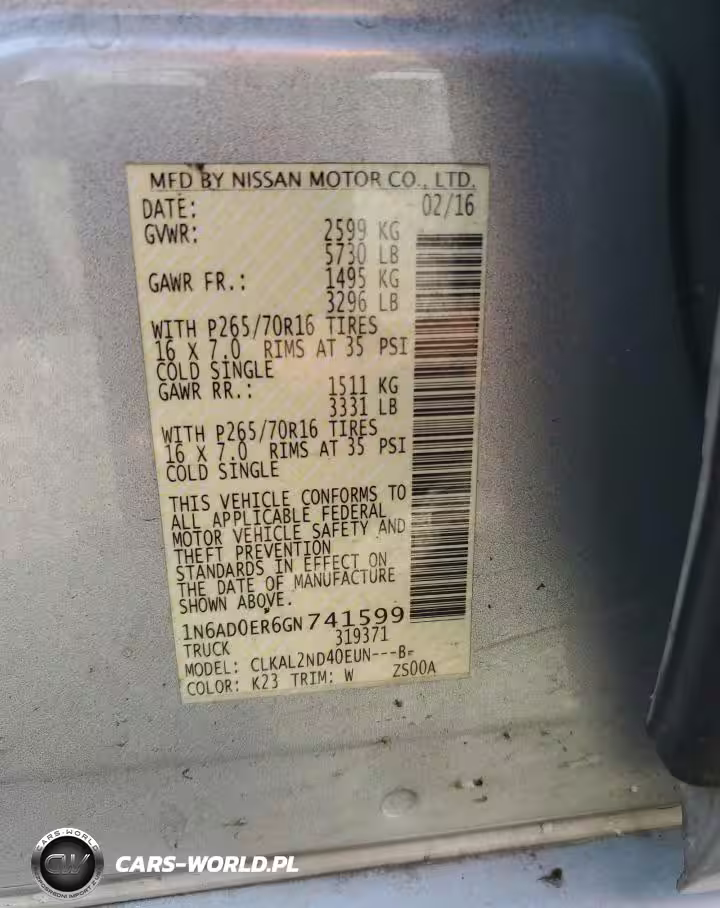 MFD BY NISSAN MOTOR CO., LTD.
DATE: 02/16
GVWR: 2599 KG
5730 LB
GAWR FR.: 1495 KG
3296 LB
WITH P265/70R16 TIRES
16 X 7.0 RIMS AT 35 PSI
COLD SINGLE
GAWR RR.: 1511 KG
3331 LB
WITH P265/70R16 TIRES
16 X 7.0 RIMS AT 35 PSI
COLD SINGLE
THIS VEHICLE CONFORMS TO
ALL APPLICABLE FEDERAL
MOTOR VEHICLE SAFETY AND
THEFT PREVENTION
STANDARDS IN EFFECT ON
THE DATE OF MANUFACTURE
SHOWN ABOVE.
1N6AD0ER6GN741599
TRUCK 319371
MODEL: CLKAL2ND40EUN---B-
COLOR: K23 TRIM: W ZS00A
CARS-WORLD
CW
CARS-WORLD.PL